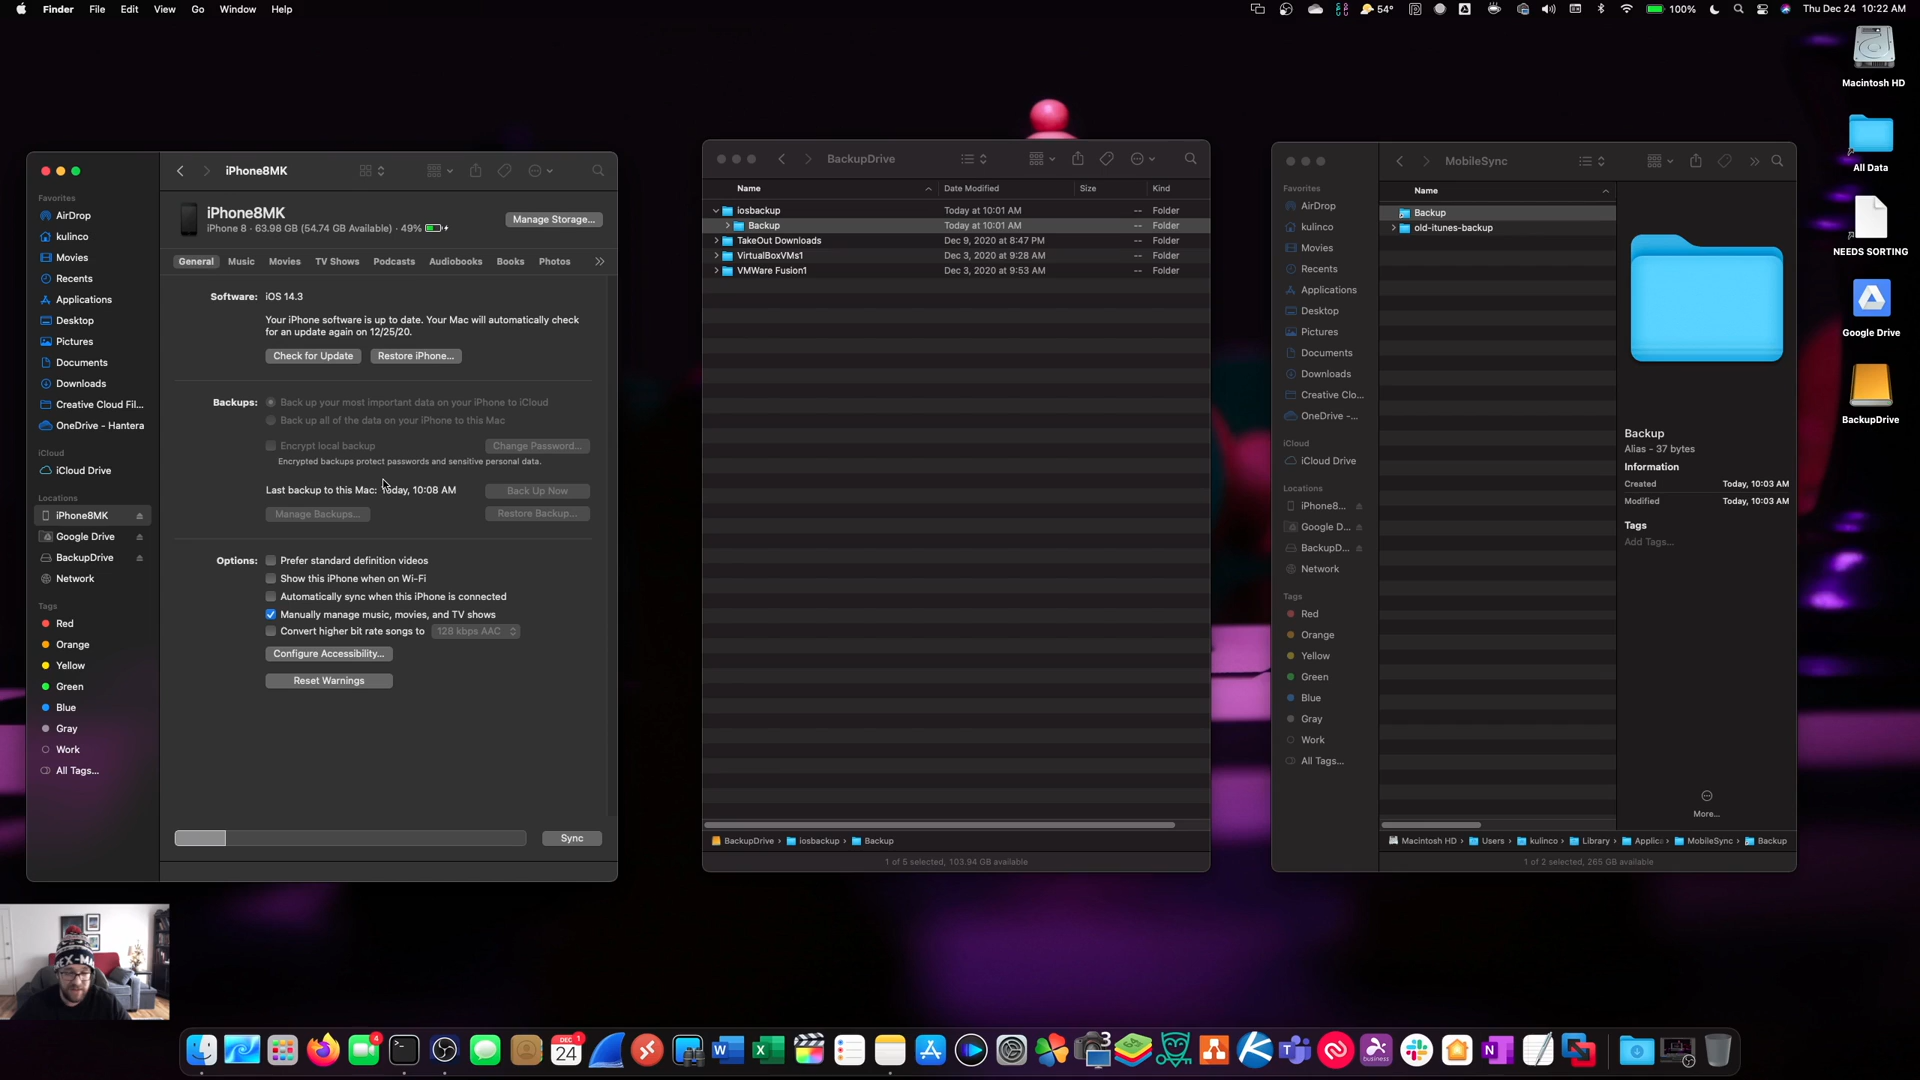 Finder File Edit View Go Window Help
54° 100% Thu Dec 24 10:22 AM
Macintosh HD
All Data
NEEDS SORTING
Google Drive
BackupDrive
iPhone8MK
Favorites
AirDrop
kulinco
Movies
Recents
Applications
Desktop
Pictures
Documents
Downloads
Creative Cloud Fil...
OneDrive - Hantera
iCloud
iCloud Drive
Locations
iPhone8MK
Google Drive
BackupDrive
Network
Tags
Red
Orange
Yellow
Green
Blue
Gray
Work
All Tags...
iPhone8MK
iPhone 8 · 63.98 GB (54.74 GB Available) · 49%
Manage Storage...
General Music Movies TV Shows Podcasts Audiobooks Books Photos
Software: iOS 14.3
Your iPhone software is up to date. Your Mac will automatically check
for an update again on 12/25/20.
Check for Update Restore iPhone...
Backups: Back up your most important data on your iPhone to iCloud
Back up all of the data on your iPhone to this Mac
Encrypt local backup Change Password...
Encrypted backups protect passwords and sensitive personal data.
Last backup to this Mac: Today, 10:08 AM Back Up Now
Manage Backups... Restore Backup...
Options: Prefer standard definition videos
Show this iPhone when on Wi-Fi
Automatically sync when this iPhone is connected
Manually manage music, movies, and TV shows
Convert higher bit rate songs to 128 kbps AAC
Configure Accessibility...
Reset Warnings
Sync
BackupDrive
Name Date Modified Size Kind
iosbackup Today at 10:01 AM -- Folder
Backup Today at 10:01 AM -- Folder
TakeOut Downloads Dec 9, 2020 at 8:47 PM -- Folder
VirtualBoxVMs1 Dec 3, 2020 at 9:28 AM -- Folder
VMWare Fusion1 Dec 3, 2020 at 9:53 AM -- Folder
BackupDrive › iosbackup › Backup
1 of 5 selected, 103.94 GB available
MobileSync
Favorites
AirDrop
kulinco
Movies
Recents
Applications
Desktop
Pictures
Documents
Downloads
Creative Clo...
OneDrive -...
iCloud
iCloud Drive
Locations
iPhone8...
Google D...
BackupD...
Network
Tags
Red
Orange
Yellow
Green
Blue
Gray
Work
All Tags...
Name
Backup
old-itunes-backup
Backup
Alias - 37 bytes
Information
Created Today, 10:03 AM
Modified Today, 10:03 AM
Tags
Add Tags...
More...
Macintosh HD › Users › kulinco › Library › Applic › MobileSync › Backup
1 of 2 selected, 265 GB available
4
DEC 1
24
3
64
business